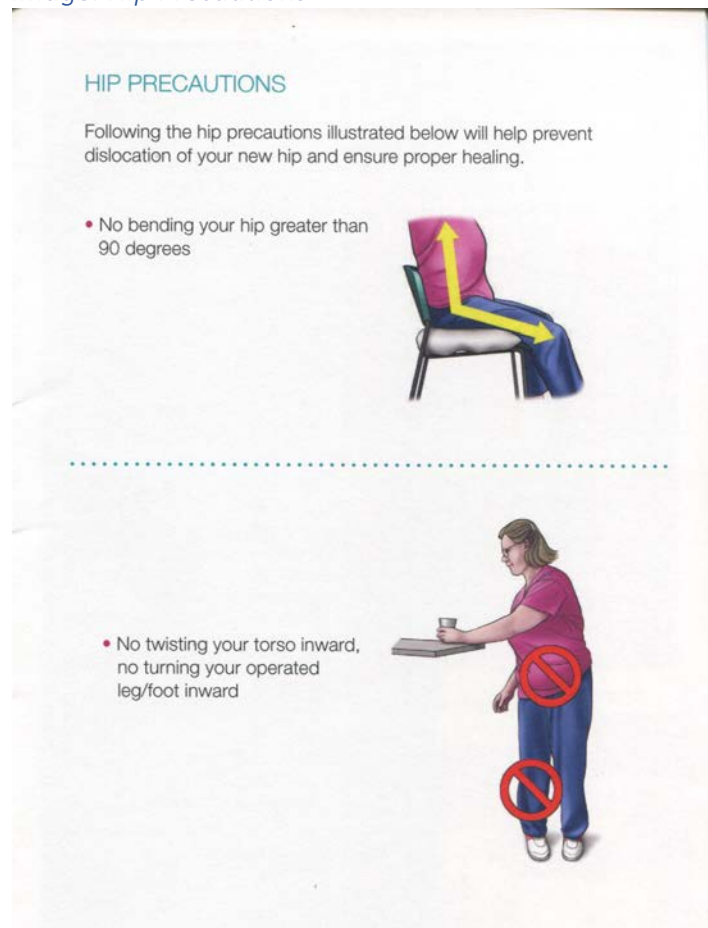 HIP PRECAUTIONS
Following the hip precautions illustrated below will help prevent
dislocation of your new hip and ensure proper healing.
• No bending your hip greater than
90 degrees
• No twisting your torso inward,
no turning your operated
leg/foot inward